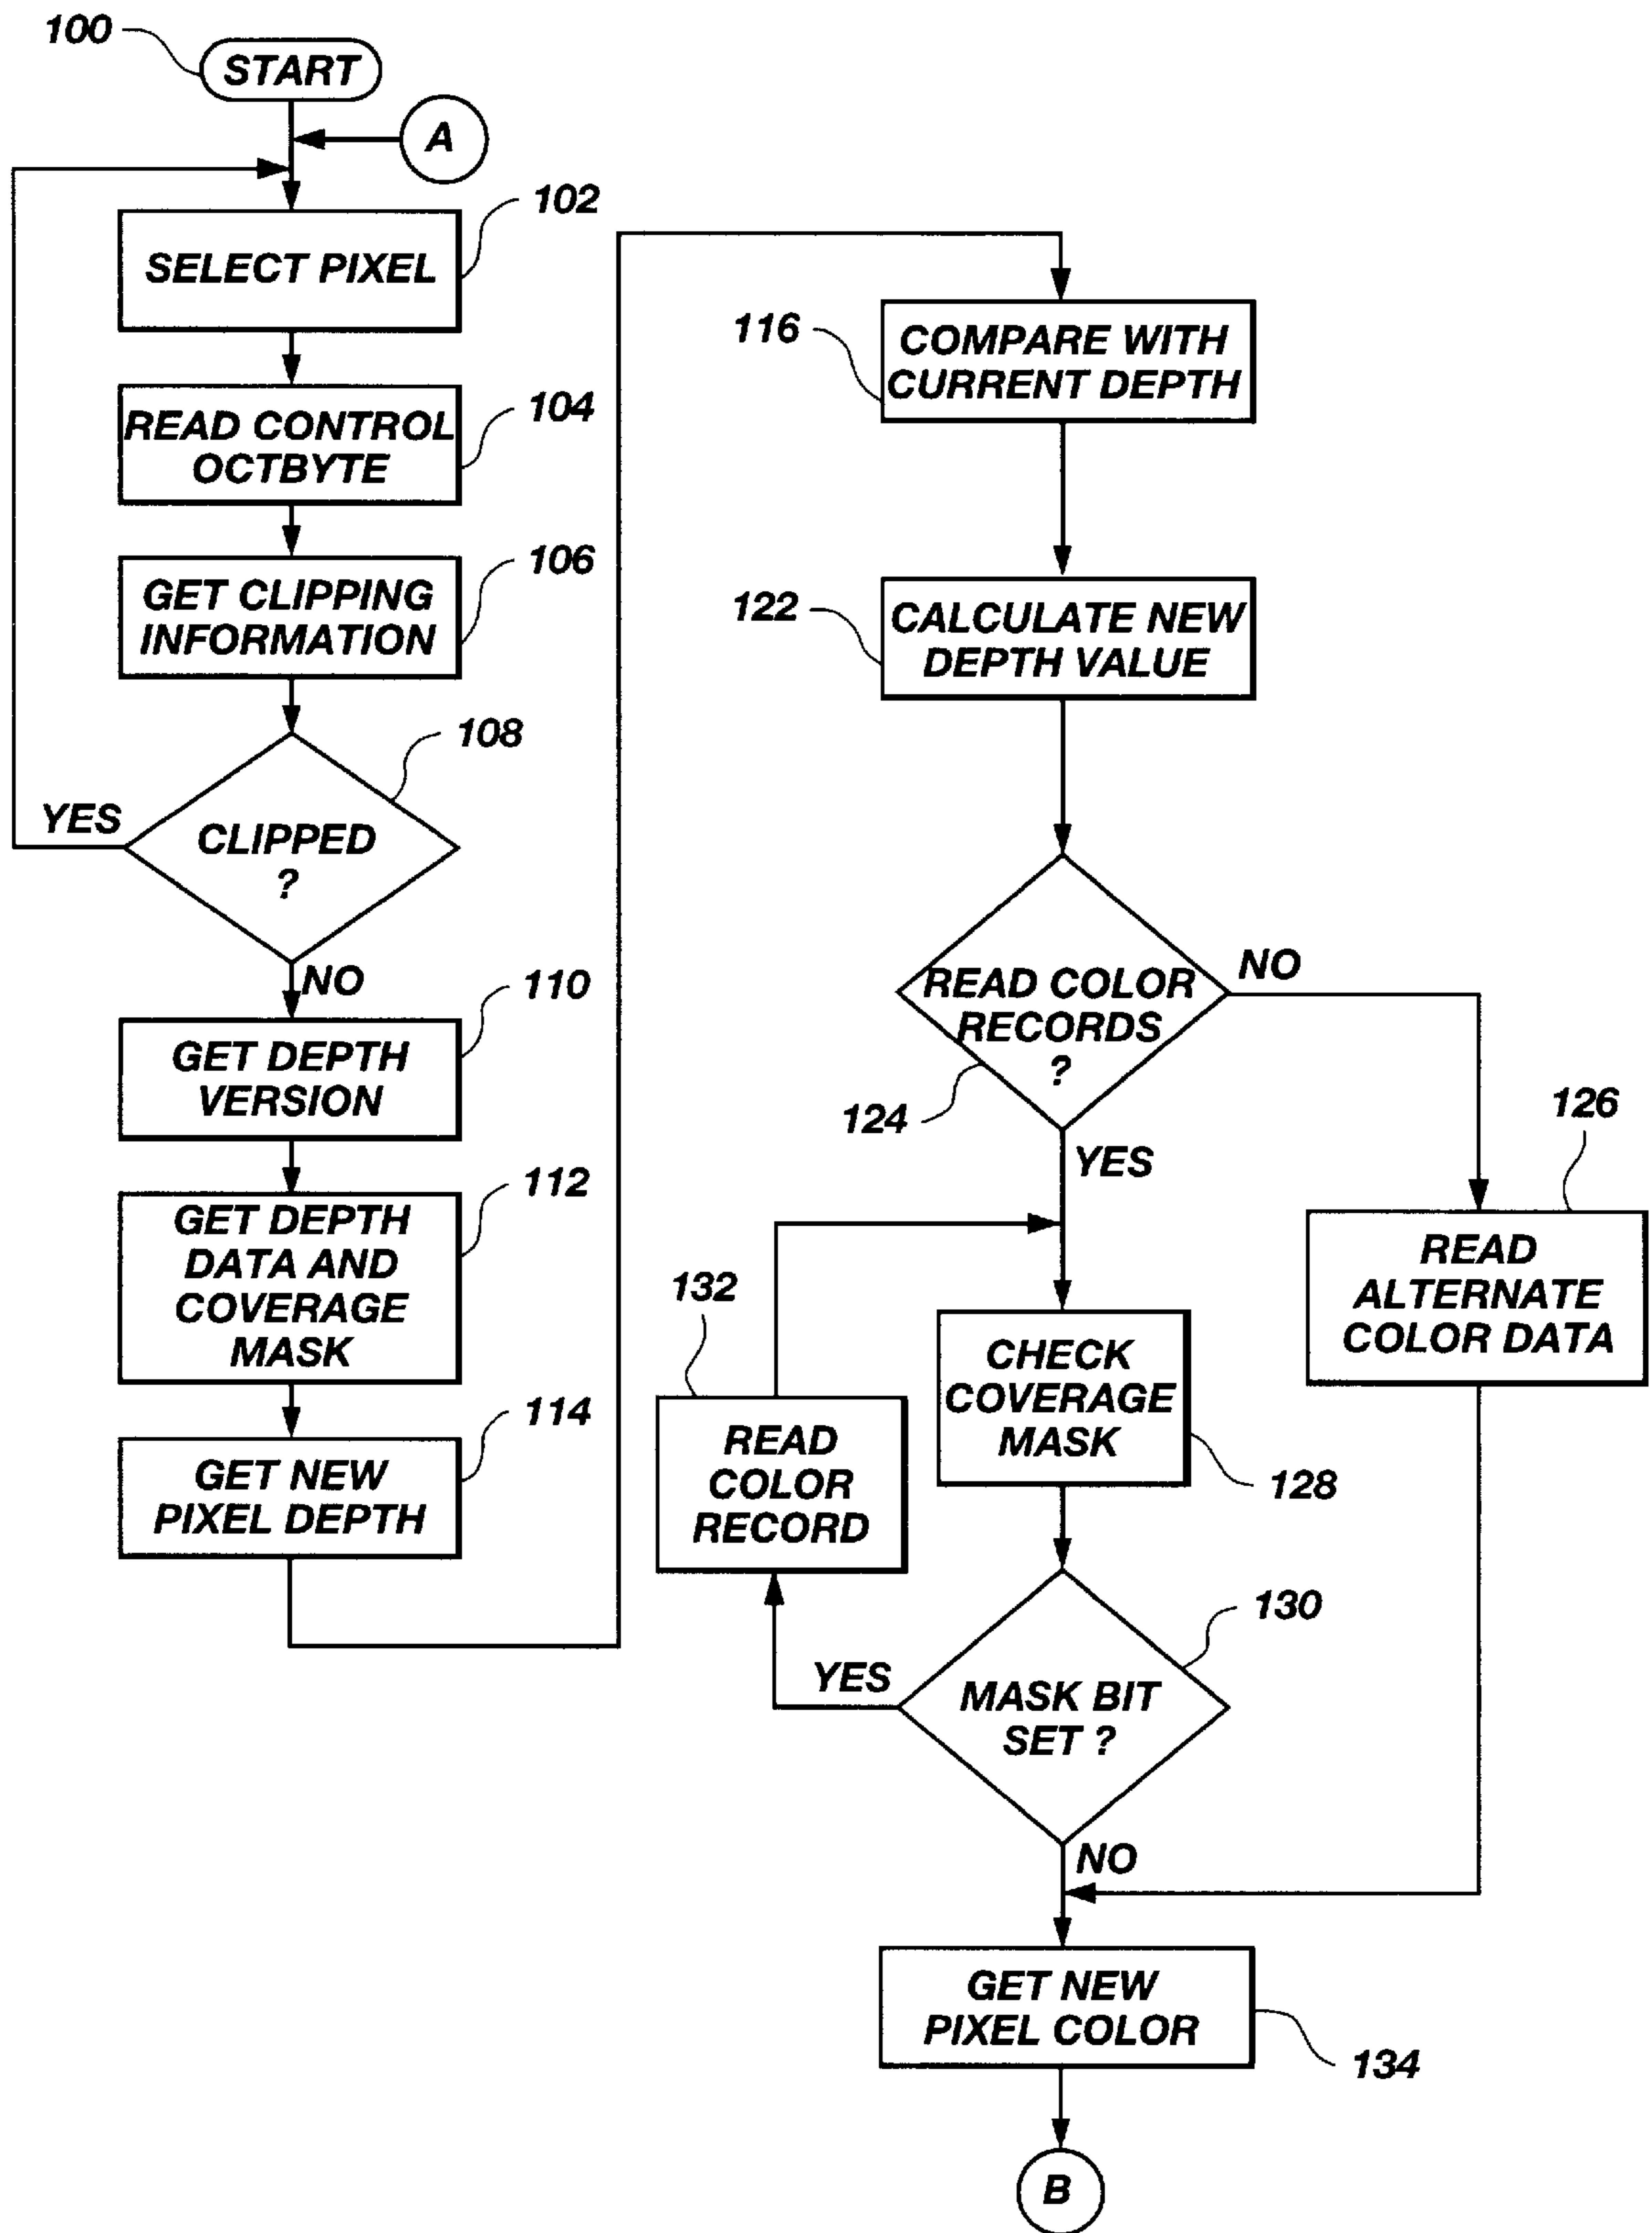 100
START
A
102
SELECT PIXEL
104
READ CONTROL
OCTBYTE
106
GET CLIPPING
INFORMATION
108
YES
CLIPPED
?
NO
110
GET DEPTH
VERSION
112
GET DEPTH
DATA AND
COVERAGE
MASK
114
GET NEW
PIXEL DEPTH
116
COMPARE WITH
CURRENT DEPTH
122
CALCULATE NEW
DEPTH VALUE
READ COLOR
RECORDS
?
NO
124
YES
126
READ
ALTERNATE
COLOR DATA
132
READ
COLOR
RECORD
CHECK
COVERAGE
MASK
128
130
YES
MASK BIT
SET ?
NO
GET NEW
PIXEL COLOR
134
B